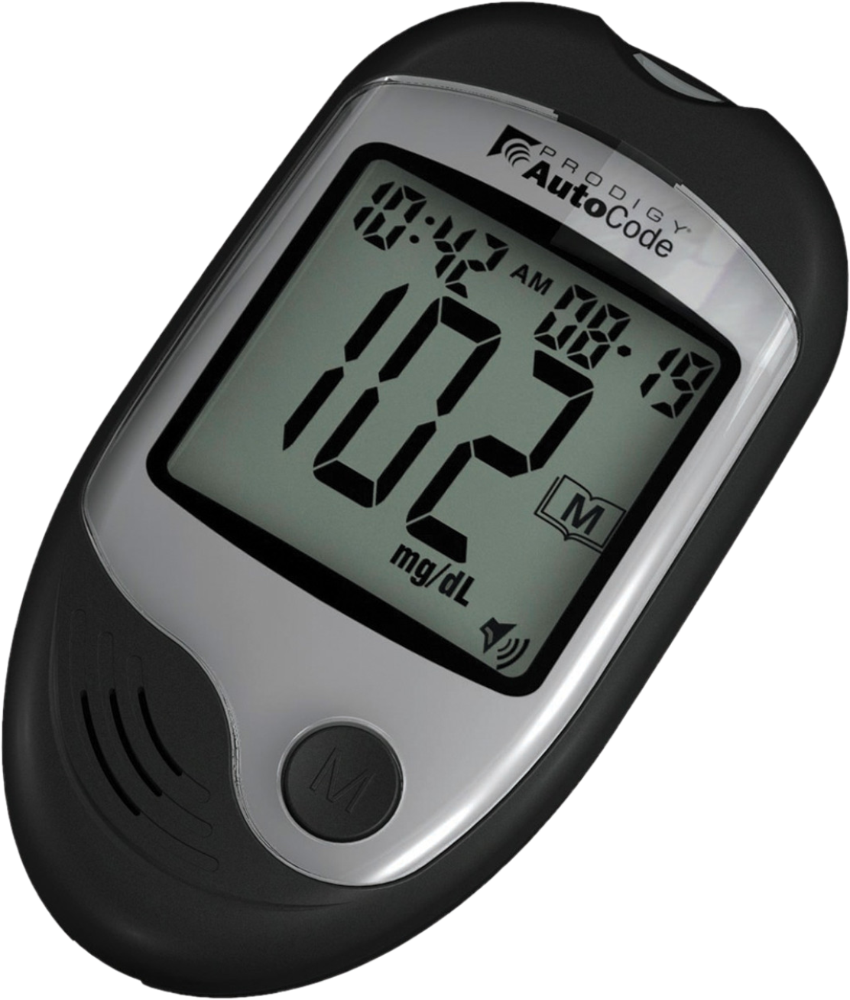 PRODIGY®
AutoCode
10:42 AM 08-19
102
M
mg/dL
M